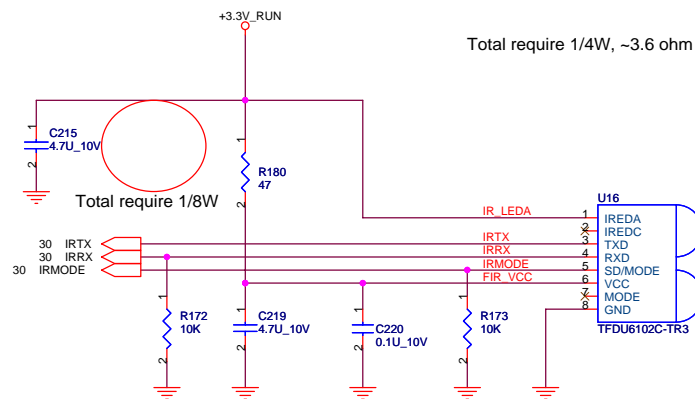 +3.3V_RUN
Total require 1/4W, ~3.6 ohm
1
C215
4.7U_10V
2
1
R180
47
2
Total require 1/8W
U16
IR_LEDA 1 IREDA
2 IREDC
30 IRTX IRTX 3 TXD
30 IRRX IRRX 4 RXD
30 IRMODE IRMODE 5 SD/MODE
FIR_VCC 6 VCC
7 MODE
8 GND
TFDU6102C-TR3
1 1 1 1
R172 C219 C220 R173
10K 4.7U_10V 0.1U_10V 10K
2 2 2 2